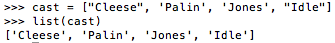 >>> cast = ["Cleese", 'Palin', 'Jones', "Idle"]
>>> list(cast)
['Cleese', 'Palin', 'Jones', 'Idle']